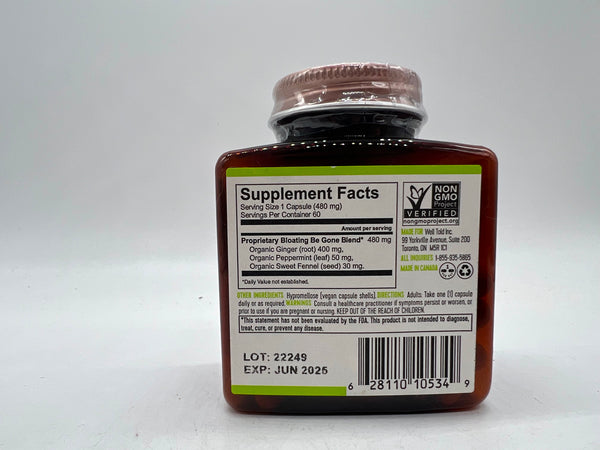 Supplement Facts
Serving Size 1 Capsule (480 mg)
Servings Per Container 60
Amount per serving
Proprietary Bloating Be Gone Blend* 480 mg
Organic Ginger (root) 400 mg,
Organic Peppermint (leaf) 50 mg,
Organic Sweet Fennel (seed) 30 mg.
*Daily Value not established.
NON
GMO
Project
VERIFIED
nongmoproject.org
MADE FOR Well Told Inc.
99 Yorkville Avenue, Suite 200
Toronto, ON M5R 1C1
ALL INQUIRIES 1-855-935-5865
MADE IN CANADA
OTHER INGREDIENTS Hypromellose (vegan capsule shells). DIRECTIONS Adults: Take one (1) capsule
daily or as required. WARNINGS Consult a healthcare practitioner if symptoms persist or worsen, or
prior to use if you are pregnant or nursing. KEEP OUT OF THE REACH OF CHILDREN.
*This statement has not been evaluated by the FDA. This product is not intended to diagnose,
treat, cure, or prevent any disease.
LOT: 22249
EXP: JUN 2025
6 28110 10534 9